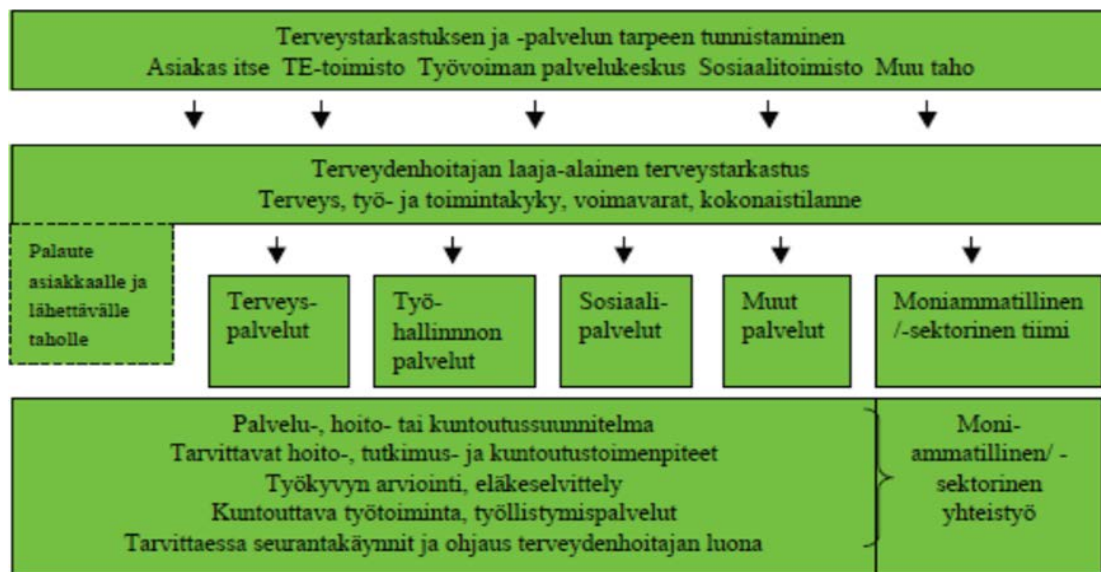 Terveystarkastuksen ja -palvelun tarpeen tunnistaminen
Asiakas itse TE-toimisto Työvoiman palvelukeskus Sosiaalitoimisto Muu taho
Terveydenhoitajan laaja-alainen terveystarkastus
Terveys, työ- ja toimintakyky, voimavarat, kokonaistilanne
Palaute
asiakkaalle ja
lähettävälle
taholle
Terveys-
palvelut
Työ-
hallinnnon
palvelut
Sosiaali-
palvelut
Muut
palvelut
Moniammatillinen
/-sektorinen tiimi
Palvelu-, hoito- tai kuntoutussuunnitelma
Tarvittavat hoito-, tutkimus- ja kuntoutustoimenpiteet
Työkyvyn arviointi, eläkeselvittely
Kuntouttava työtoiminta, työllistymispalvelut
Tarvittaessa seurantakäynnit ja ohjaus terveydenhoitajan luona
Moni-
ammatillinen/ -
sektorinen
yhteistyö